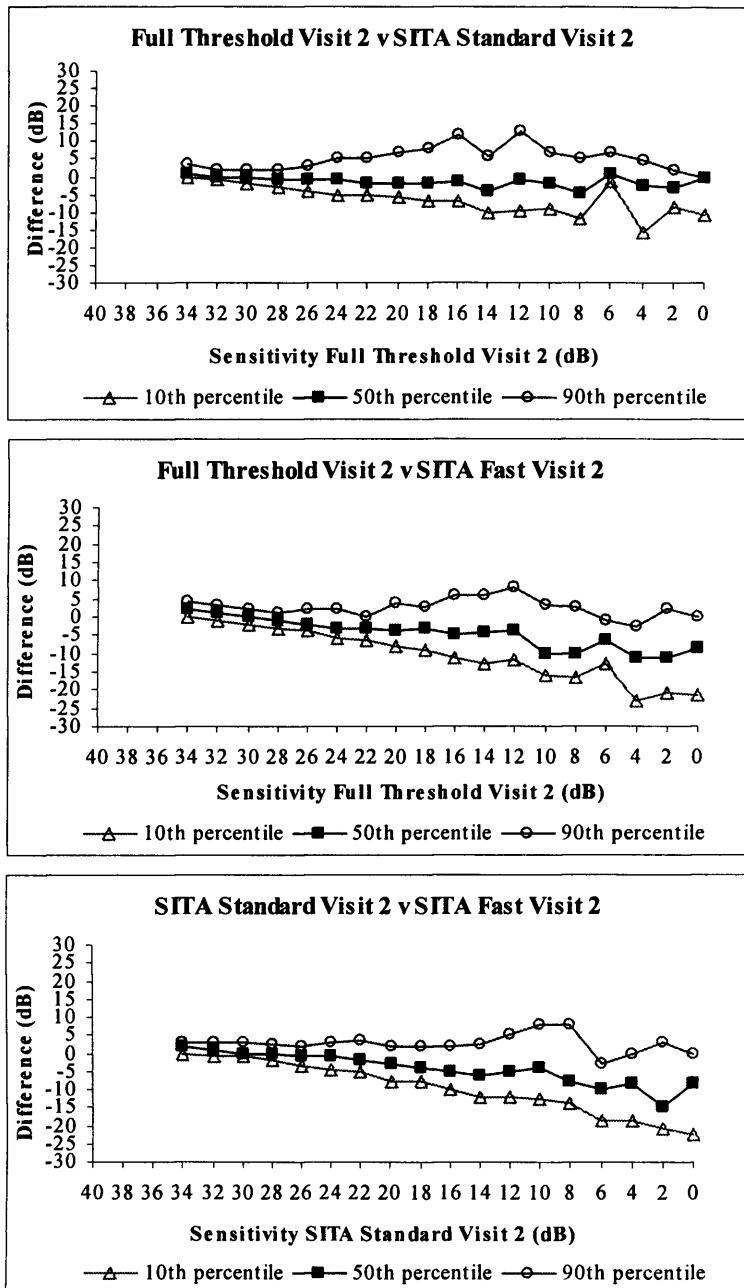 Full Threshold Visit 2 v SITA Standard Visit 2
Difference (dB)
30
25
20
15
10
5
0
-5
-10
-15
-20
-25
-30
40 38 36 34 32 30 28 26 24 22 20 18 16 14 12 10 8 6 4 2 0
Sensitivity Full Threshold Visit 2 (dB)
10th percentile 50th percentile 90th percentile
Full Threshold Visit 2 v SITA Fast Visit 2
Difference (dB)
30
25
20
15
10
5
0
-5
-10
-15
-20
-25
-30
40 38 36 34 32 30 28 26 24 22 20 18 16 14 12 10 8 6 4 2 0
Sensitivity Full Threshold Visit 2 (dB)
10th percentile 50th percentile 90th percentile
SITA Standard Visit 2 v SITA Fast Visit 2
Difference (dB)
30
25
20
15
10
5
0
-5
-10
-15
-20
-25
-30
40 38 36 34 32 30 28 26 24 22 20 18 16 14 12 10 8 6 4 2 0
Sensitivity SITA Standard Visit 2 (dB)
10th percentile 50th percentile 90th percentile